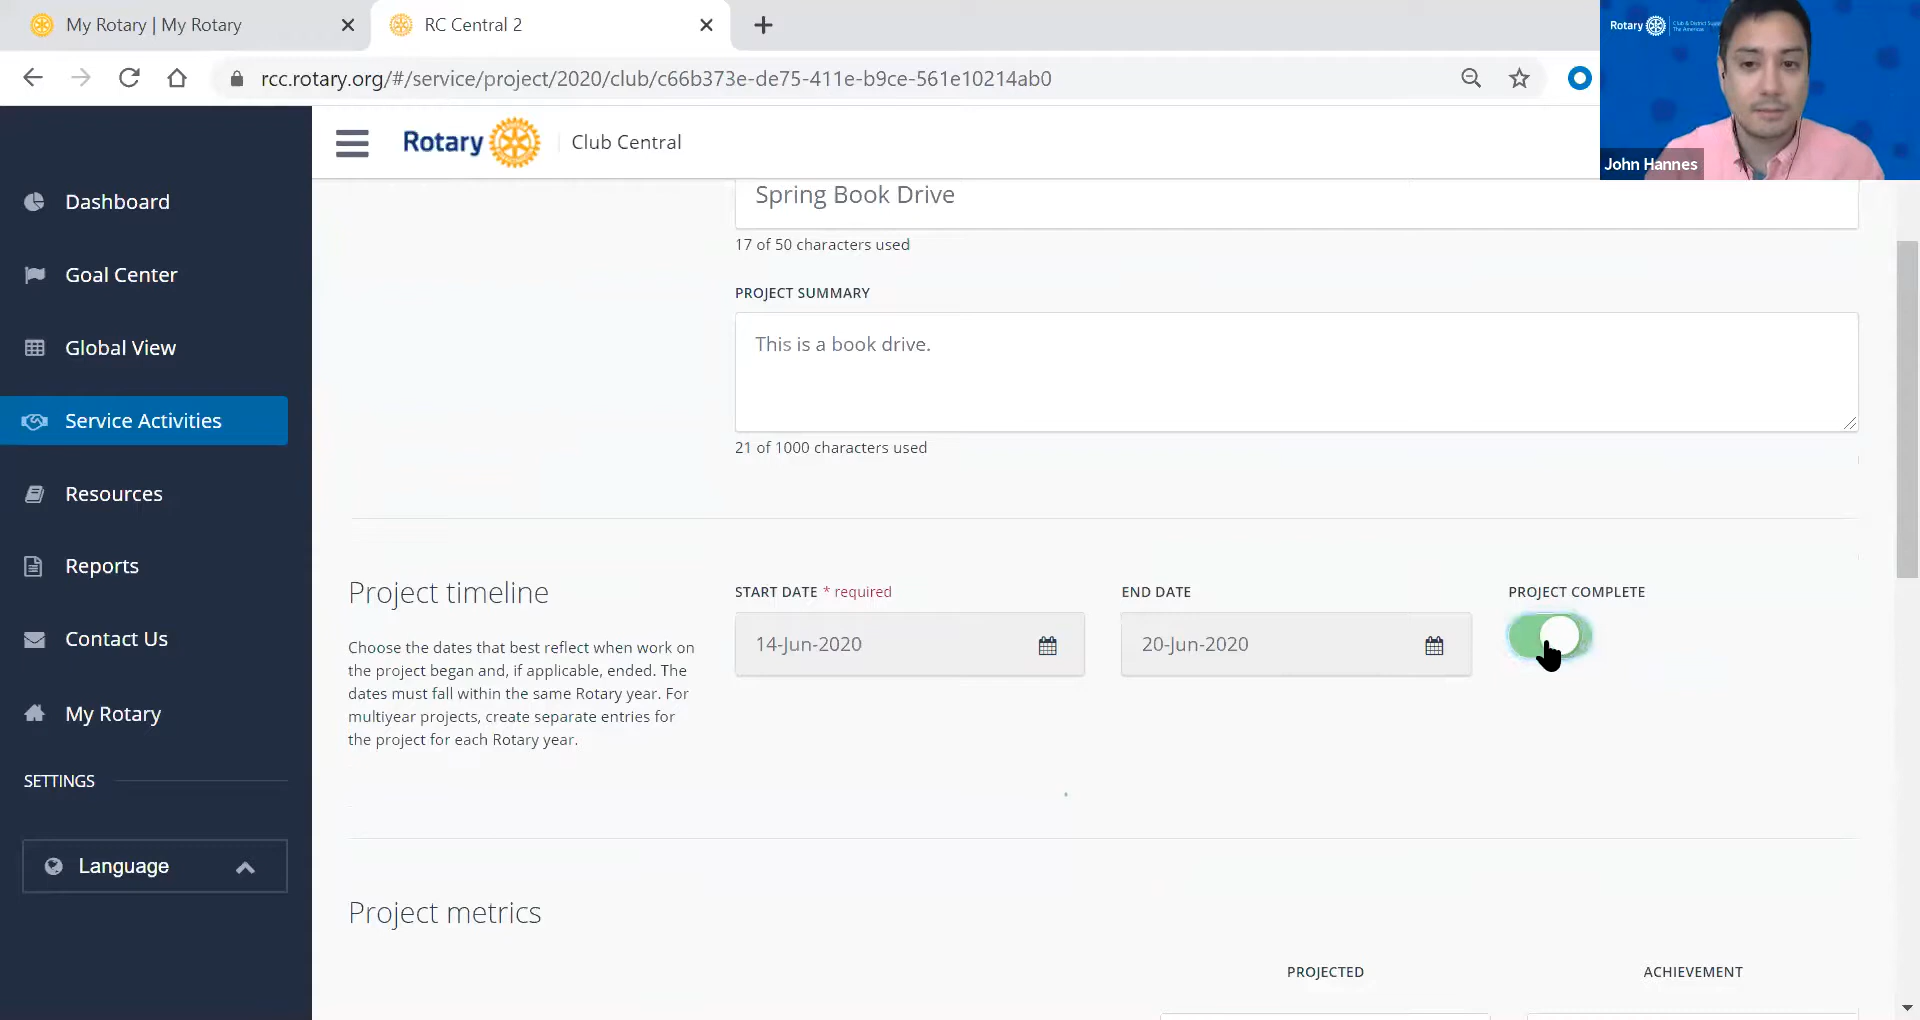 My Rotary | My Rotary
RC Central 2
rcc.rotary.org/#/service/project/2020/club/c66b373e-de75-411e-b9ce-561e10214ab0
Rotary
Club & District Support
The Americas
John Hannes
Rotary
Club Central
Dashboard
Goal Center
Global View
Service Activities
Resources
Reports
Contact Us
My Rotary
SETTINGS
Language
Spring Book Drive
17 of 50 characters used
PROJECT SUMMARY
This is a book drive.
21 of 1000 characters used
Project timeline
Choose the dates that best reflect when work on
the project began and, if applicable, ended. The
dates must fall within the same Rotary year. For
multiyear projects, create separate entries for
the project for each Rotary year.
START DATE * required
14-Jun-2020
END DATE
20-Jun-2020
PROJECT COMPLETE
Project metrics
PROJECTED
ACHIEVEMENT